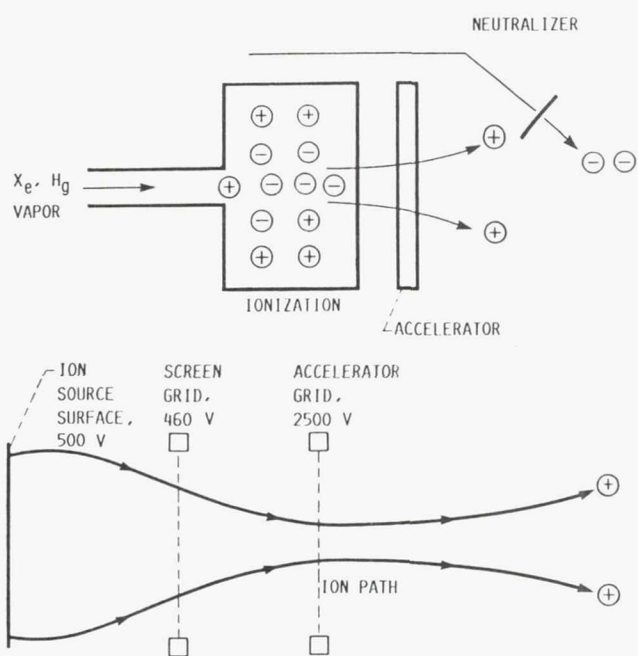 NEUTRALIZER
Xe, Hg
VAPOR
IONIZATION
ACCELERATOR
ION
SOURCE
SURFACE,
500 V
SCREEN
GRID,
460 V
ACCELERATOR
GRID,
2500 V
ION PATH